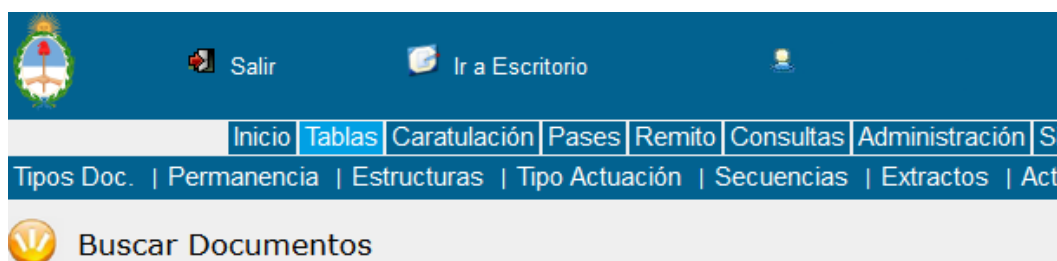 Salir Ir a Escritorio
Inicio Tablas Caratulación Pases Remito Consultas Administración
Tipos Doc. | Permanencia | Estructuras | Tipo Actuación | Secuencias | Extractos |
Buscar Documentos